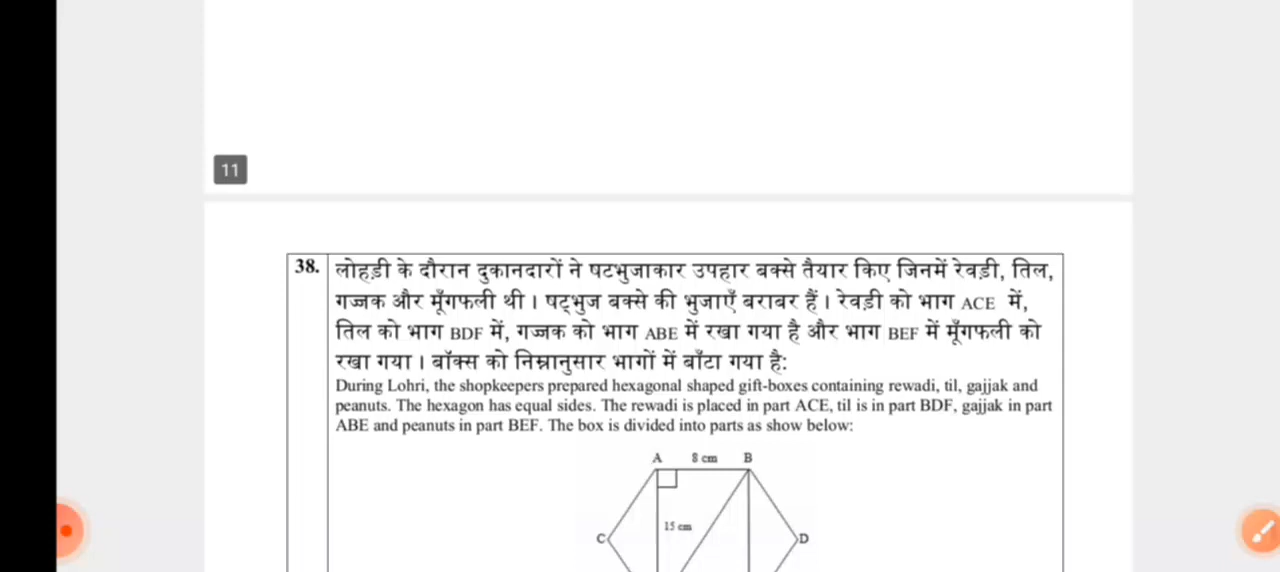 11
38. लोहड़ी के दौरान दुकानदारों ने षटभुजाकार उपहार बक्से तैयार किए जिनमें रेवड़ी, तिल,
गज्जक और मूँगफली थी। षट्भुज बक्से की भुजाएँ बराबर हैं। रेवड़ी को भाग ACE में,
तिल को भाग BDF में, गज्जक को भाग ABE में रखा गया है और भाग BEF में मूँगफली को
रखा गया। बॉक्स को निम्नानुसार भागों में बाँटा गया है:
During Lohri, the shopkeepers prepared hexagonal shaped gift-boxes containing rewadi, til, gajjak and
peanuts. The hexagon has equal sides. The rewadi is placed in part ACE, til is in part BDF, gajjak in part
ABE and peanuts in part BEF. The box is divided into parts as show below:
A 8 cm B
15 cm
C D